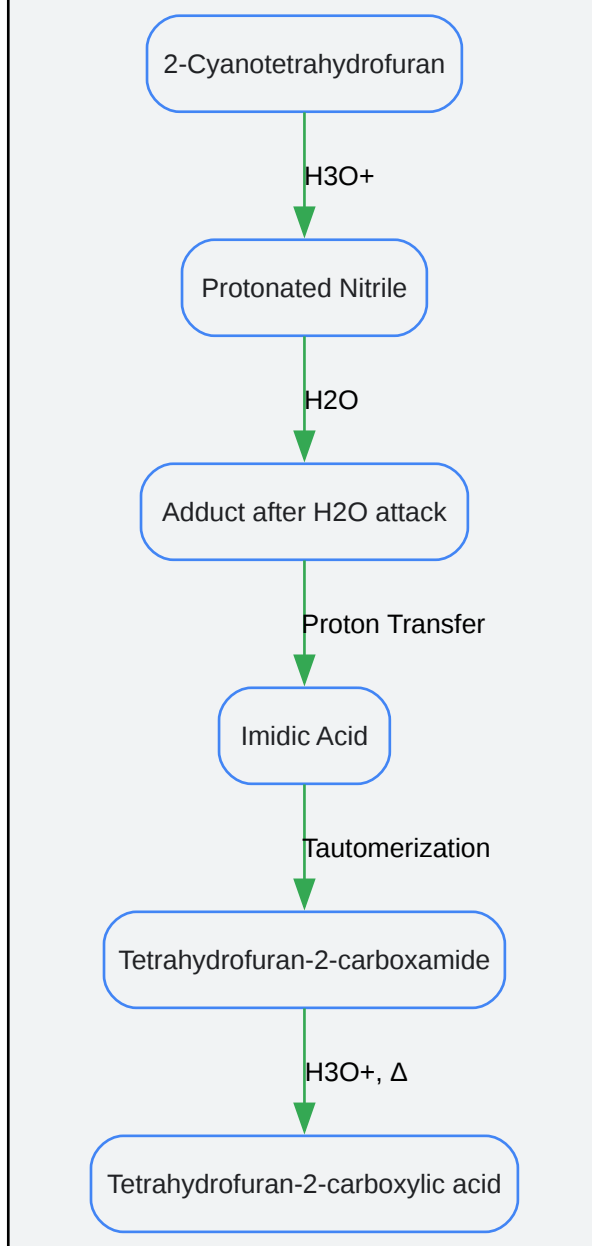 2-Cyanotetrahydrofuran
H3O+
Protonated Nitrile
H2O
Adduct after H2O attack
Proton Transfer
Imidic Acid
Tautomerization
Tetrahydrofuran-2-carboxamide
H3O+, Δ
Tetrahydrofuran-2-carboxylic acid